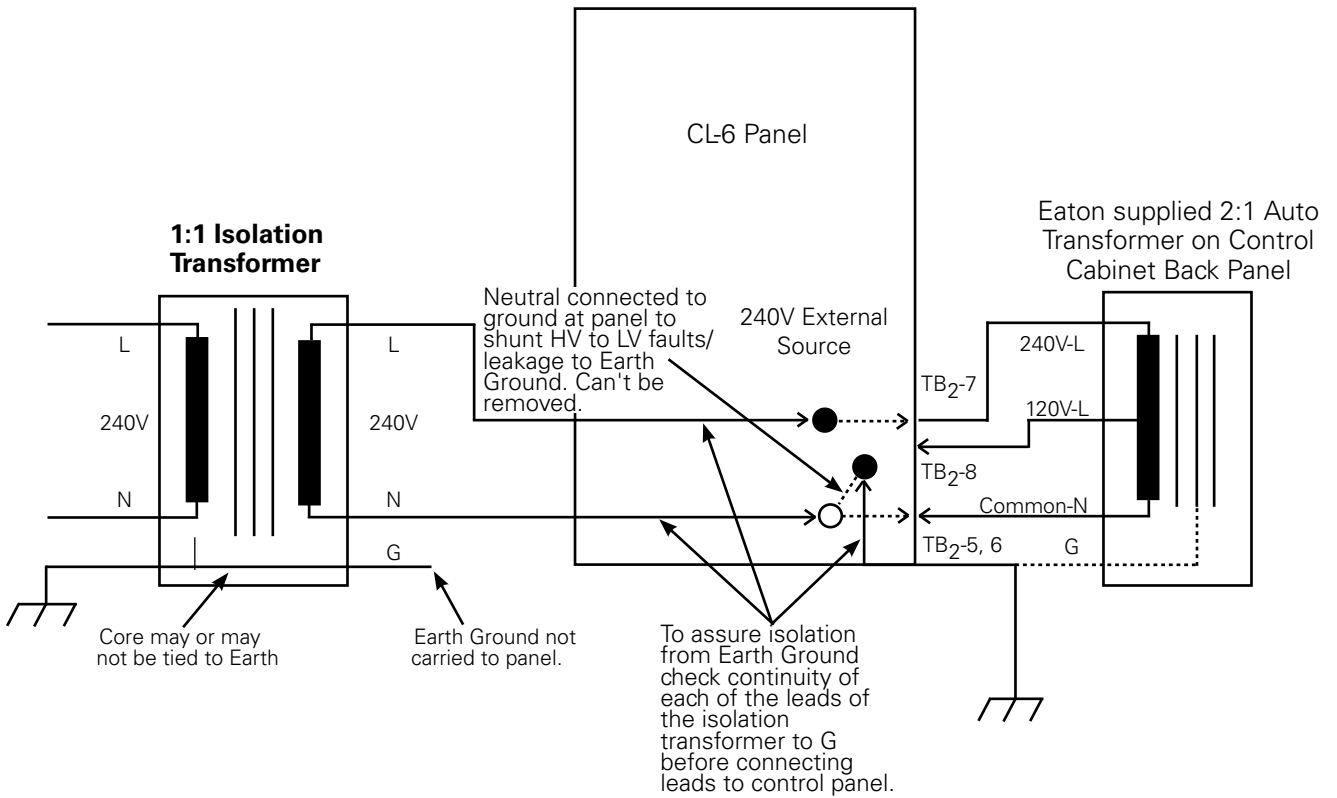 CL-6 Panel
1:1 Isolation
Transformer
Eaton supplied 2:1 Auto
Transformer on Control
Cabinet Back Panel
Neutral connected to
ground at panel to
shunt HV to LV faults/
leakage to Earth
Ground. Can't be
removed.
240V External
Source
L
240V
N
L
240V
N
G
TB2-7
TB2-8
TB2-5, 6
240V-L
120V-L
Common-N
G
Core may or may
not be tied to Earth
Earth Ground not
carried to panel.
To assure isolation
from Earth Ground
check continuity of
each of the leads of
the isolation
transformer to G
before connecting
leads to control panel.